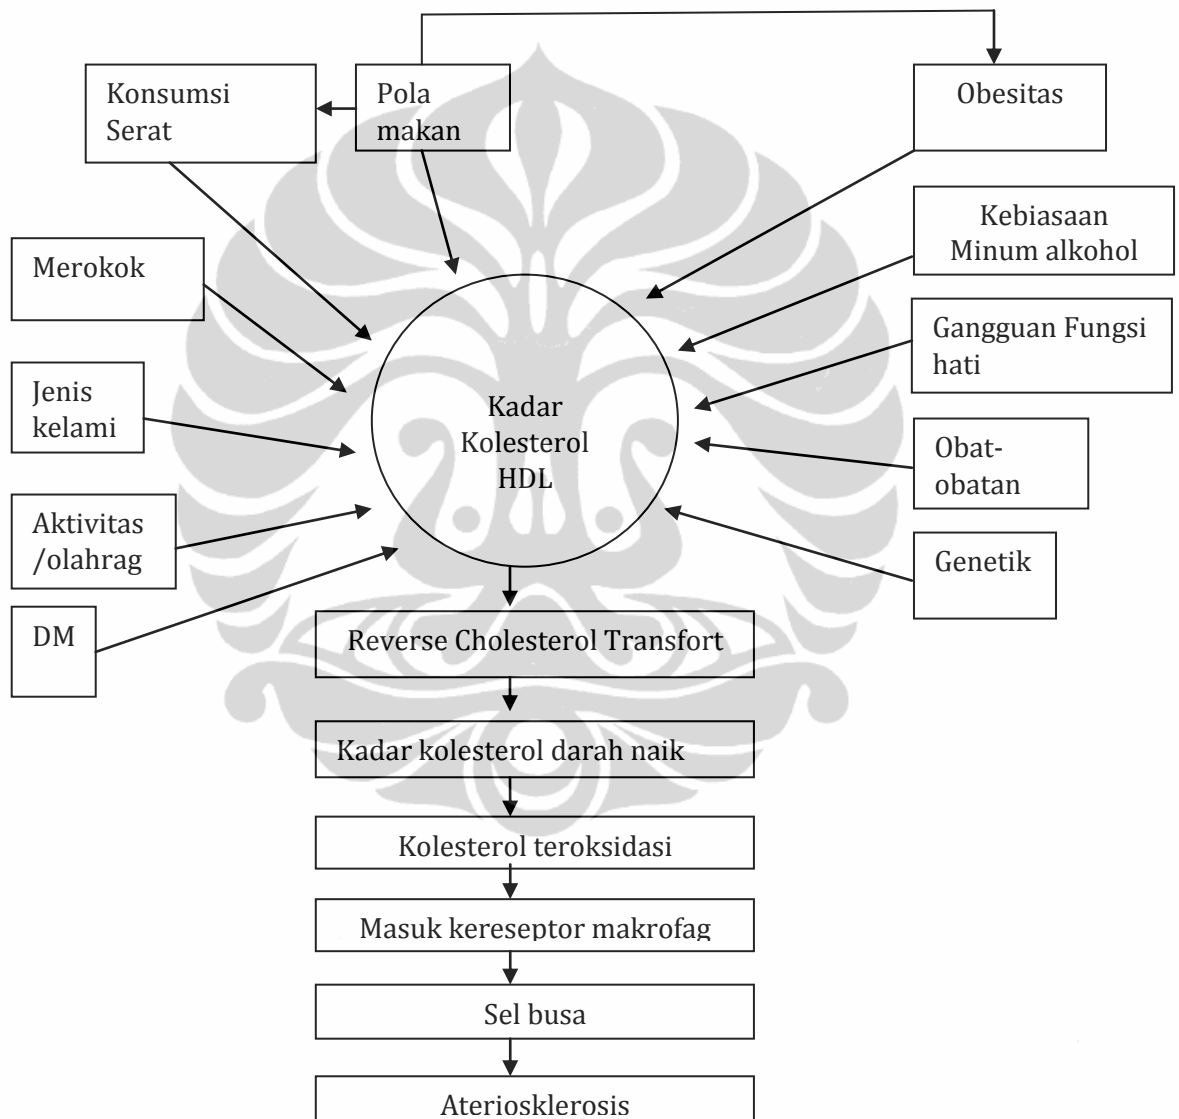 Konsumsi
Serat
Pola
makan
Obesitas
Kebiasaan
Minum alkohol
Merokok
Gangguan Fungsi
hati
Jenis
kelami
Kadar
Kolesterol
HDL
Obat-
obatan
Aktivitas
/olahrag
Genetik
DM
Reverse Cholesterol Transfort
Kadar kolesterol darah naik
Kolesterol teroksidasi
Masuk kereseptor makrofag
Sel busa
Ateriosklerosis